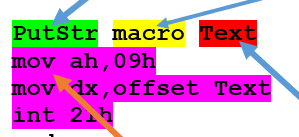 PutStr macro Text
mov ah,09h
mov dx,offset Text
int 21h